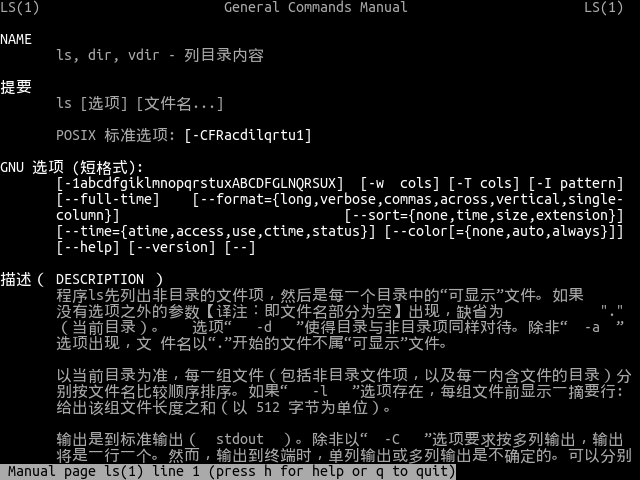 LS(1) General Commands Manual LS(1)
NAME
ls, dir, vdir - 列目录内容
提要
ls [选项] [文件名...]
POSIX 标准选项: [-CFRacdilqrtu1]
GNU 选项 (短格式):
[-1abcdfgiklmnopqrstuxABCDFGLNQRSUX] [-w cols] [-T cols] [-I pattern]
[--full-time] [--format={long,verbose,commas,across,vertical,single-
column}] [--sort={none,time,size,extension}]
[--time={atime,access,use,ctime,status}] [--color[={none,auto,always}]]
[--help] [--version] [--]
描述( DESCRIPTION )
程序ls先列出非目录的文件项，然后是每一个目录中的“可显示”文件。如果
没有选项之外的参数【译注：即文件名部分为空】出现，缺省为 "."
(当前目录)。 选项“ -d ”使得目录与非目录项同样对待。除非“ -a ”
选项出现，文 件名以“.”开始的文件不属“可显示”文件。
以当前目录为准，每一组文件(包括非目录文件项，以及每一内含文件的目录)分
别按文件名比较顺序排序。如果“ -l ”选项存在，每组文件前显示一摘要行:
给出该组文件长度之和(以 512 字节为单位)。
输出是到标准输出( stdout )。除非以“ -C ”选项要求按多列输出，输出
将是一行一个。然而，输出到终端时，单列输出或多列输出是不确定的。可以分别
Manual page ls(1) line 1 (press h for help or q to quit)